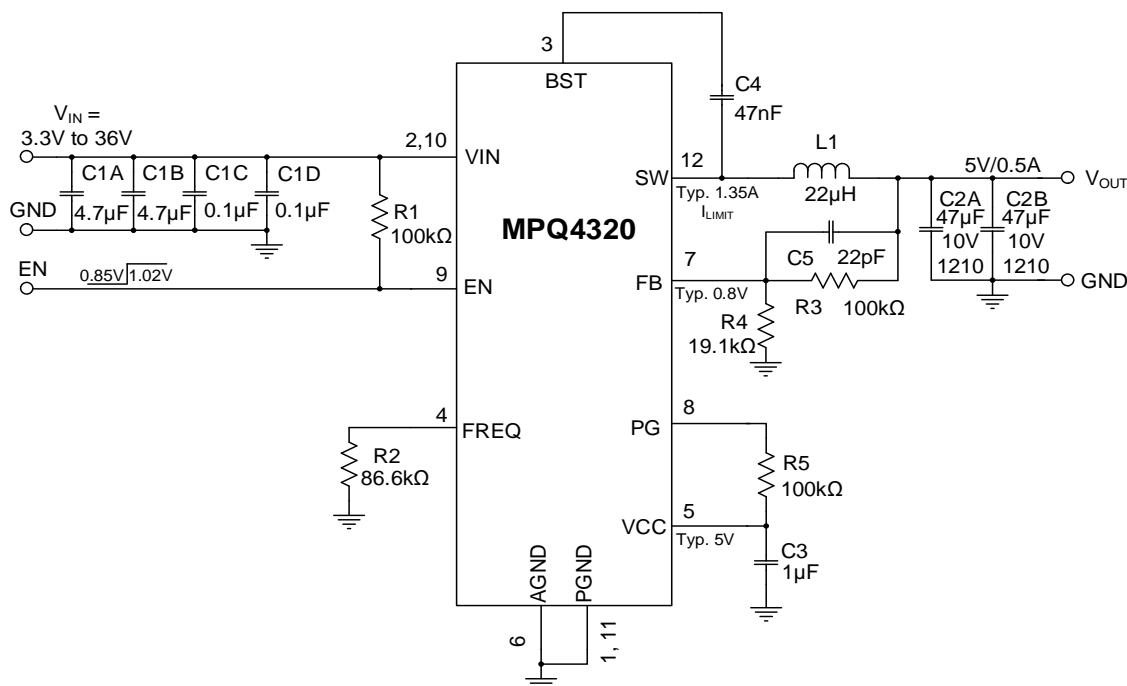 3
BST
C4
47nF
V_IN =
3.3V to 36V
2,10
VIN
C1A C1B C1C C1D
4.7µF 4.7µF 0.1µF 0.1µF
GND
R1
100kΩ
12
SW
Typ. 1.35A
I_LIMIT
L1
22µH
5V/0.5A
V_OUT
C2A C2B
47µF 47µF
10V 10V
1210 1210
GND
MPQ4320
EN
0.85V 1.02V
9
EN
7
FB
Typ. 0.8V
C5
22pF
R3
100kΩ
R4
19.1kΩ
4
FREQ
R2
86.6kΩ
8
PG
R5
100kΩ
5
VCC
Typ. 5V
C3
1µF
AGND
PGND
6
1, 11